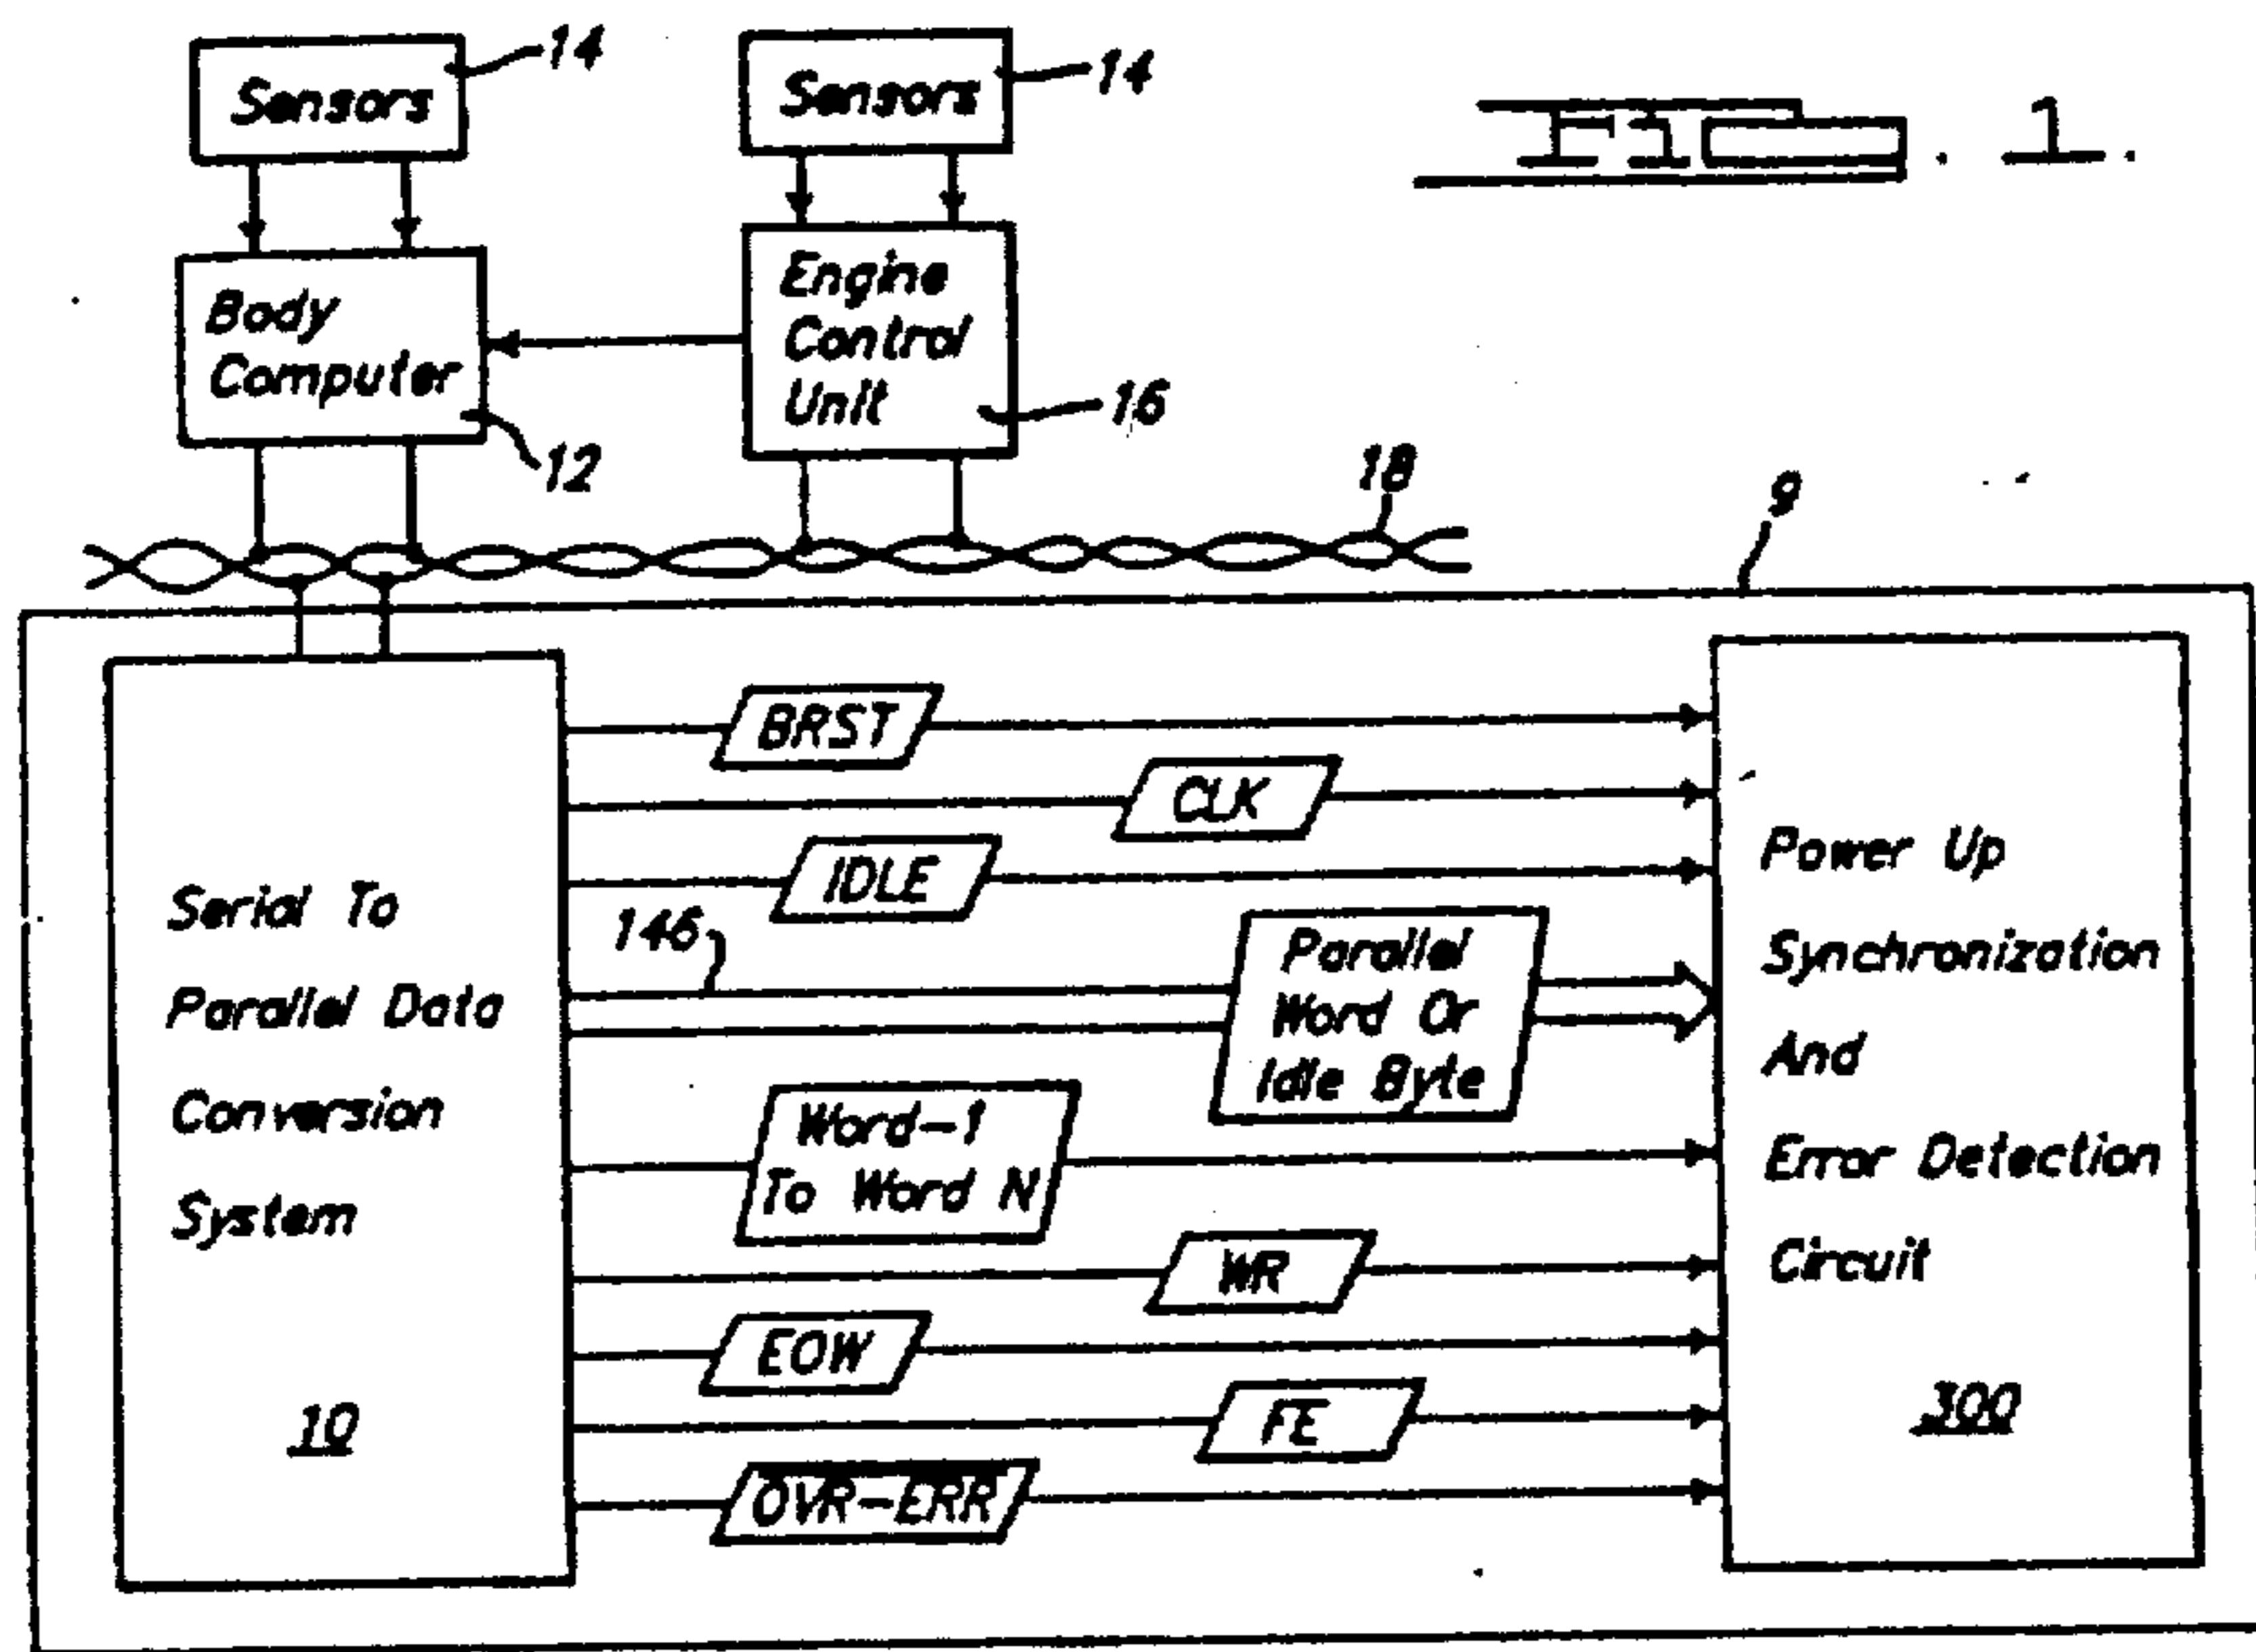 14
14
Sensors
Sensors
FIG. 1.
Body
Computer
Engine
Control
Unit
16
12
18
9
BRST
CLK
IDLE
146
Parallel
Word Or
Idle Byte
Word-1
To Word N
WR
EOW
FE
OVR-ERR
Serial To
Parallel Data
Conversion
System
10
Power Up
Synchronization
And
Error Detection
Circuit
300